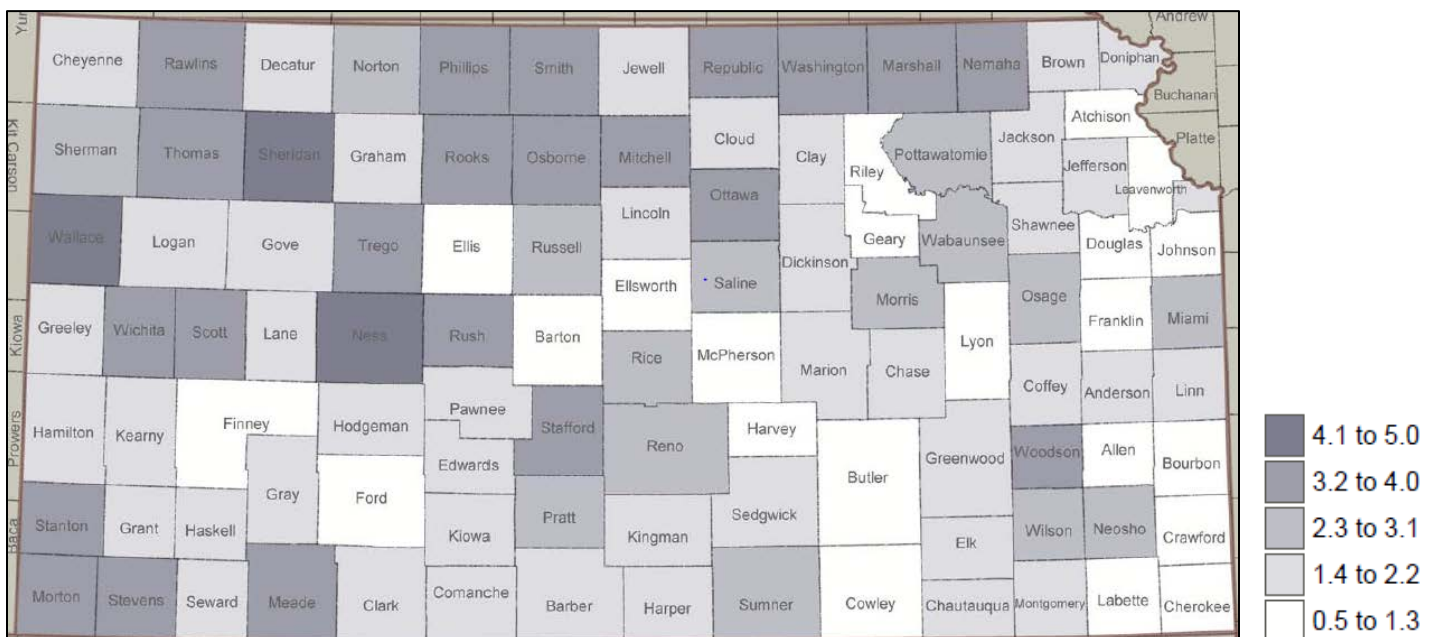 Yu
Andrew
Cheyenne
Rawlins
Decatur
Norton
Phillips
Smith
Jewell
Republic
Washington
Marshall
Nemaha
Brown
Doniphan
Buchanan
Atchison
Kit Carson
Sherman
Thomas
Sheridan
Graham
Rooks
Osborne
Mitchell
Cloud
Clay
Riley
Pottawatomie
Jackson
Jefferson
Platte
Leavenworth
Ottawa
Lincoln
Wallace
Logan
Gove
Trego
Ellis
Russell
Geary
Wabaunsee
Shawnee
Douglas
Johnson
Dickinson
Ellsworth
Saline
Morris
Osage
Franklin
Miami
Kiowa
Greeley
Wichita
Scott
Lane
Ness
Rush
Barton
Rice
McPherson
Marion
Chase
Lyon
Coffey
Anderson
Linn
Prowers
Hamilton
Kearny
Finney
Hodgeman
Pawnee
Stafford
Reno
Harvey
Edwards
Butler
Greenwood
Woodson
Allen
Bourbon
Gray
Ford
Baca
Stanton
Grant
Haskell
Kiowa
Pratt
Kingman
Sedgwick
Elk
Wilson
Neosho
Crawford
Morton
Stevens
Seward
Meade
Clark
Comanche
Barber
Harper
Sumner
Cowley
Chautauqua
Montgomery
Labette
Cherokee
4.1 to 5.0
3.2 to 4.0
2.3 to 3.1
1.4 to 2.2
0.5 to 1.3